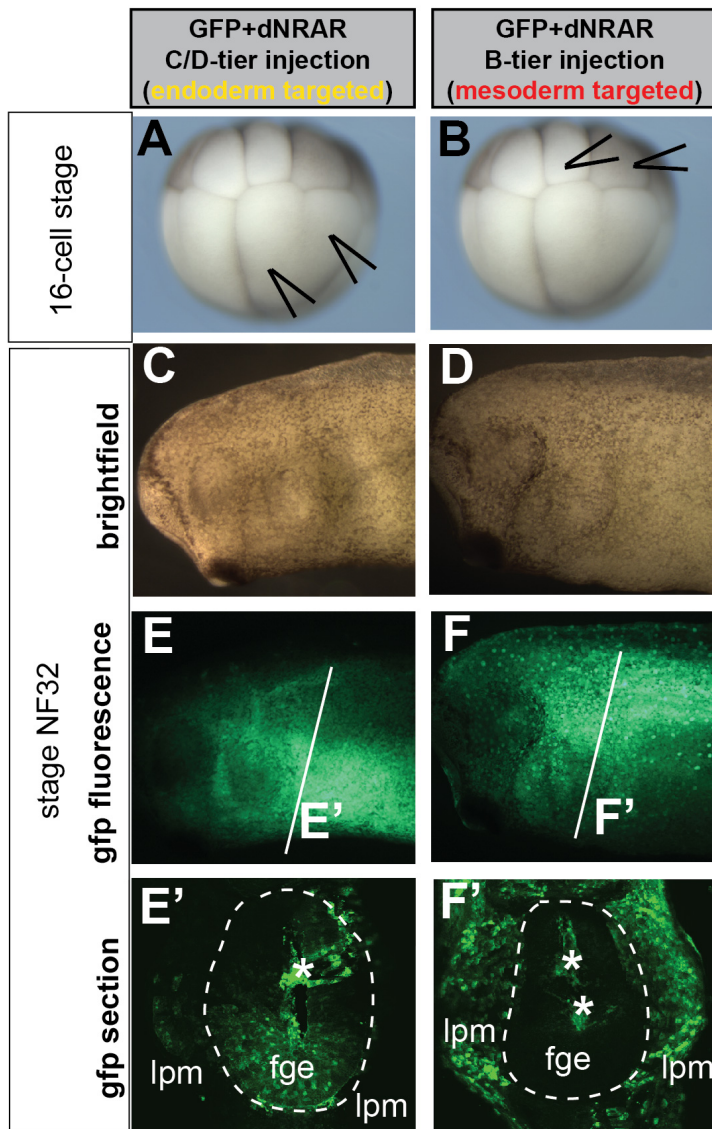 GFP+dNRAR
C/D-tier injection
(endoderm targeted)
GFP+dNRAR
B-tier injection
(mesoderm targeted)
16-cell stage
A
B
stage NF32
brightfield
C
D
gfp fluorescence
E
E'
F
F'
gfp section
E'
*
lpm
fge
lpm
F'
*
*
lpm
fge
lpm